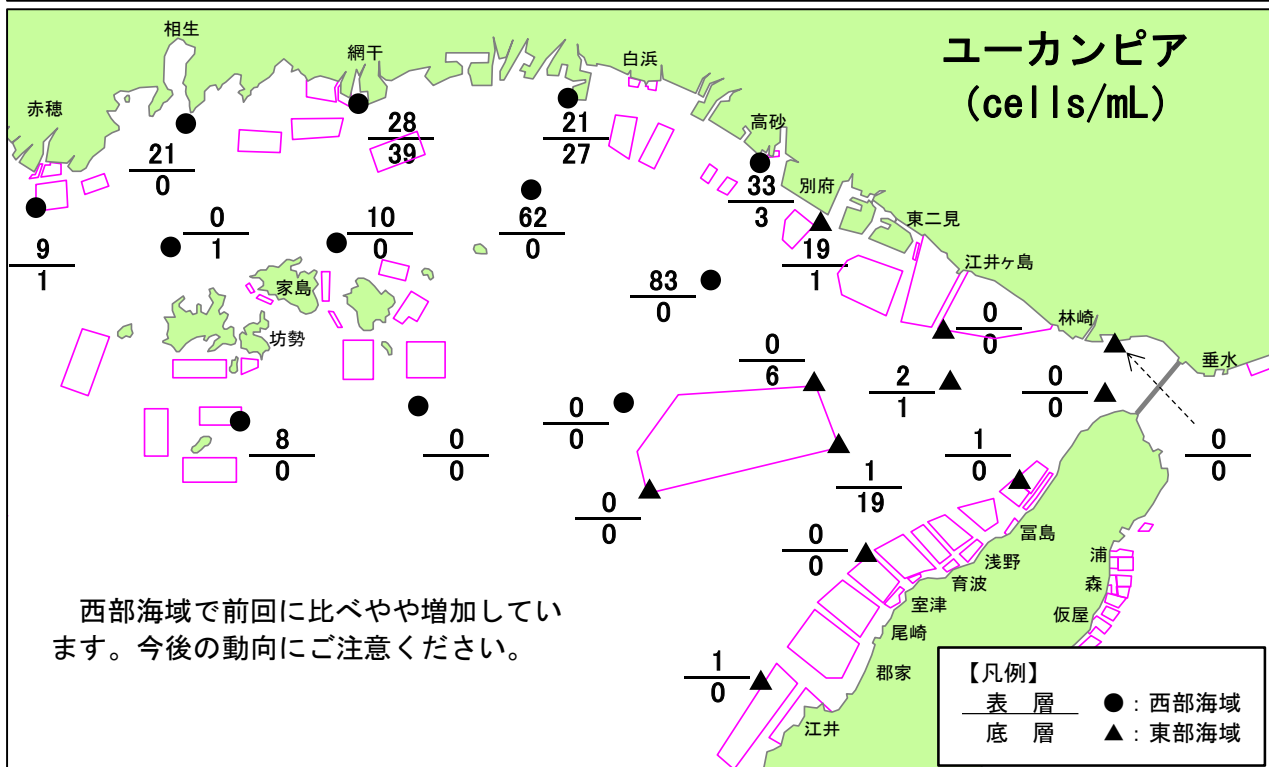 ユーカンピア
(cells/mL)
相生
網干
白浜
赤穂
高砂
別府
東二見
江井ヶ島
林崎
垂水
家島
坊勢
21
0
28
39
21
27
33
3
9
1
0
1
10
0
62
0
19
1
83
0
0
0
0
6
2
1
0
0
0
0
8
0
0
0
0
0
1
19
1
0
0
0
0
0
1
0
冨島
浅野
育波
室津
尾崎
郡家
江井
浦
森
仮屋
西部海域で前回に比べやや増加してい
ます。今後の動向にご注意ください。
【凡例】
表 層 ●：西部海域
底 層 ▲：東部海域